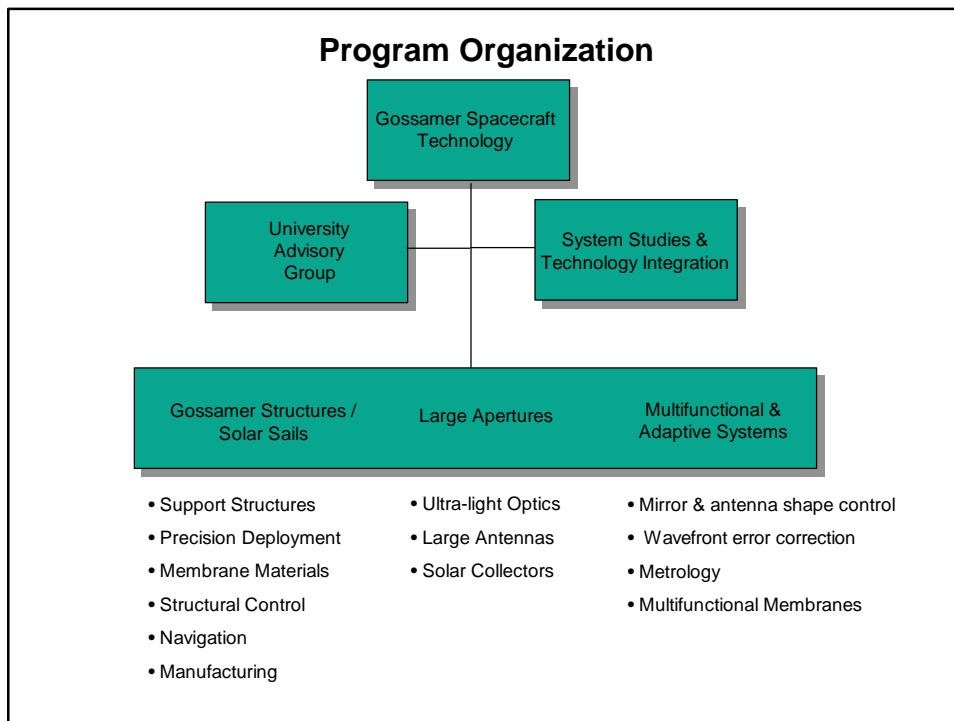 Program Organization
Gossamer Spacecraft
Technology
University
Advisory
Group
System Studies &
Technology Integration
Gossamer Structures /
Solar Sails
Large Apertures
Multifunctional &
Adaptive Systems
• Support Structures
• Precision Deployment
• Membrane Materials
• Structural Control
• Navigation
• Manufacturing
• Ultra-light Optics
• Large Antennas
• Solar Collectors
• Mirror & antenna shape control
• Wavefront error correction
• Metrology
• Multifunctional Membranes